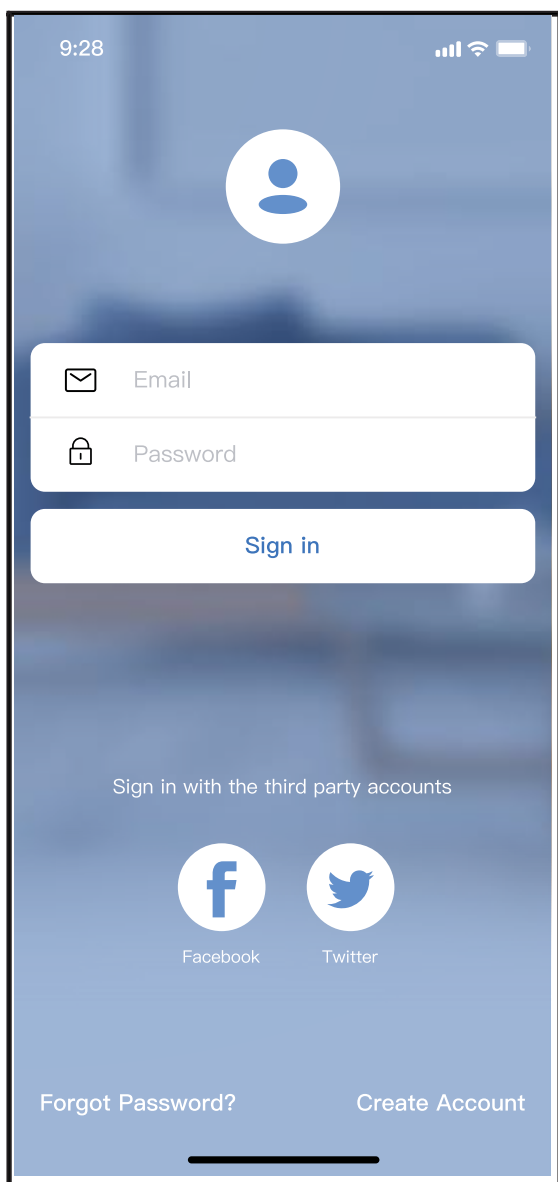 9:28
Email
Password
Sign in
Sign in with the third party accounts
Facebook Twitter
Forgot Password? Create Account